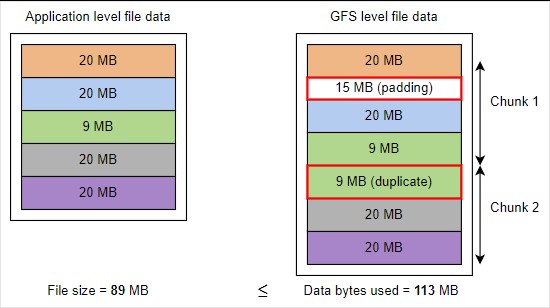 Application level file data
20 MB
20 MB
9 MB
20 MB
20 MB
File size = 89 MB
≤
GFS level file data
20 MB
15 MB (padding)
20 MB
9 MB
9 MB (duplicate)
20 MB
20 MB
Chunk 1
Chunk 2
Data bytes used = 113 MB